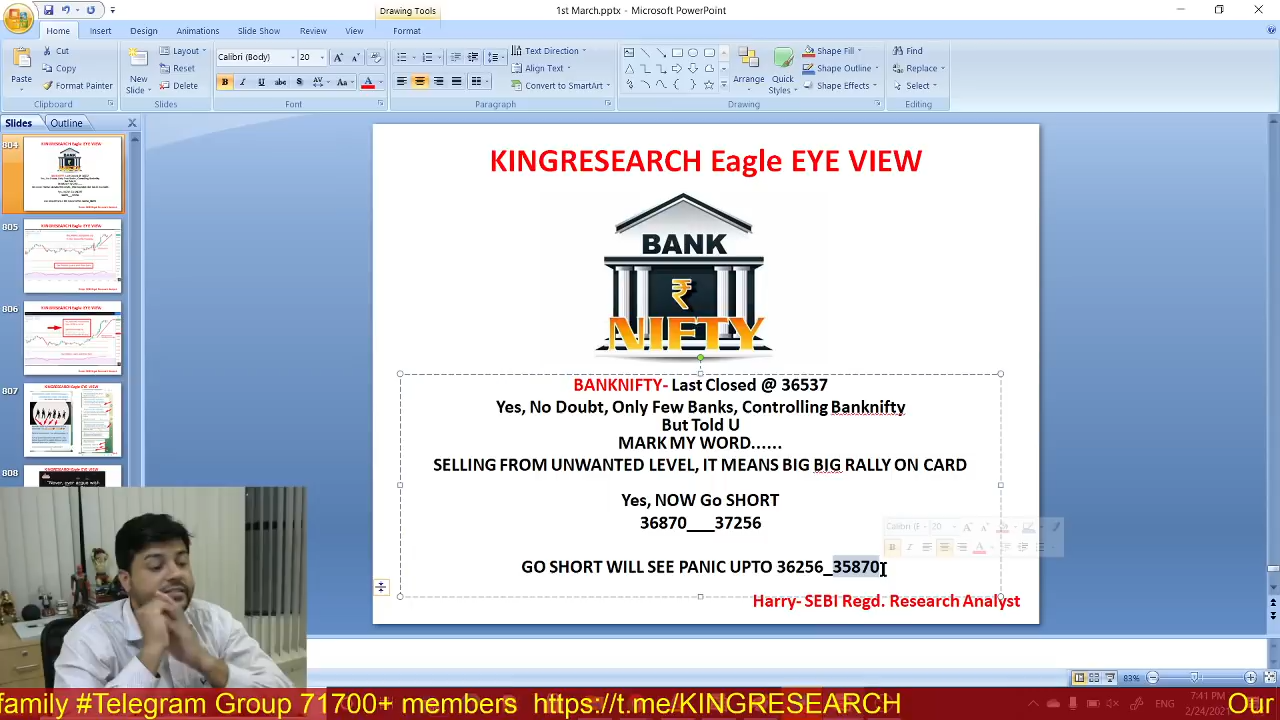 Drawing Tools
1st March.pptx - Microsoft PowerPoint
Home
Insert
Design
Animations
Slide Show
Review
View
Format
Paste
Cut
Copy
Format Painter
Clipboard
New Slide
Layout
Reset
Delete
Slides
Calibri (Body)
20
Font
Text Direction
Align Text
Convert to SmartArt
Paragraph
Arrange
Quick Styles
Shape Fill
Shape Outline
Shape Effects
Drawing
Find
Replace
Select
Editing
Slides
Outline
804
805
806
807
808
KINGRESEARCH Eagle EYE VIEW
BANK
₹
NIFTY
BANKNIFTY- Last Closed @ 36537
Yes, No Doubt, Only Few Banks, Controlling Banknifty
But Told U
MARK MY WORD......
SELLING FROM UNWANTED LEVEL, IT MEANS BIG BIG RALLY ON CARD
Yes, NOW Go SHORT
36870___37256
GO SHORT WILL SEE PANIC UPTO 36256_35870
Harry- SEBI Regd. Research Analyst
83%
family #Telegram Group 71700+ members https://t.me/KINGRESEARCH
Our
ENG
7:41 PM